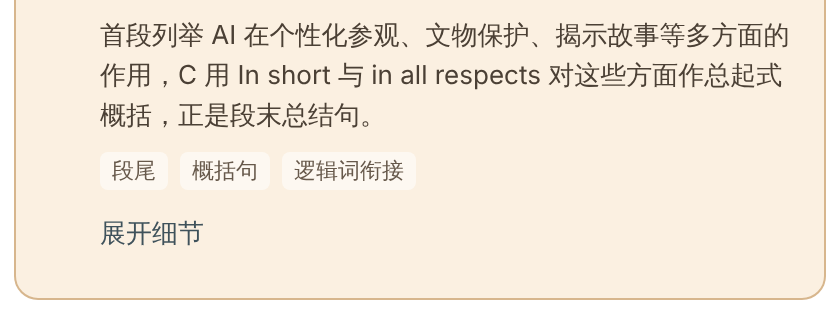 首段列举 AI 在个性化参观、文物保护、揭示故事等多方面的
作用，C 用 In short 与 in all respects 对这些方面作总起式
概括，正是段末总结句。
段尾 概括句 逻辑词衔接
展开细节